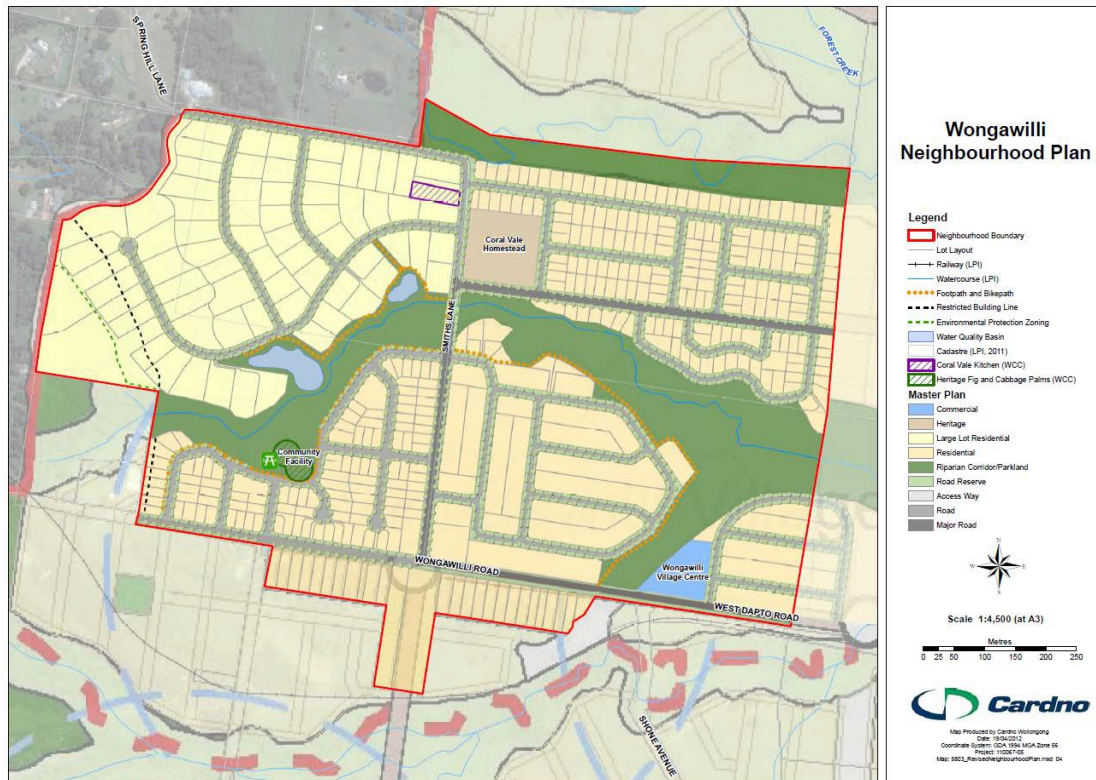 SPRING HILL LANE
FOREST CREEK
Coral Vale
Homestead
SMITHS LANE
Community
Facility
WONGAWILLI ROAD
Wongawilli
Village Centre
WEST DAPTO ROAD
SHONE AVENUE
Wongawilli
Neighbourhood Plan
Legend
Neighbourhood Boundary
Lot Layout
Railway (LPI)
Watercourse (LPI)
Footpath and Bikepath
Restricted Building Line
Environmental Protection Zoning
Water Quality Basin
Cadastre (LPI, 2011)
Coral Vale Kitchen (WCC)
Heritage Fig and Cabbage Palms (WCC)
Master Plan
Commercial
Heritage
Large Lot Residential
Residential
Riparian Corridor/Parkland
Road Reserve
Access Way
Road
Major Road
N
W E
S
Scale 1:4,500 (at A3)
Metres
0 25 50 100 150 200 250
Cardno
Map Produced by Cardno Wollongong
Date: 19/04/2012
Coordinate System: GDA 1994 MGA Zone 56
Project: 110067-05
Map: 5803_RevisedNeighbourhoodPlan.mxd 04